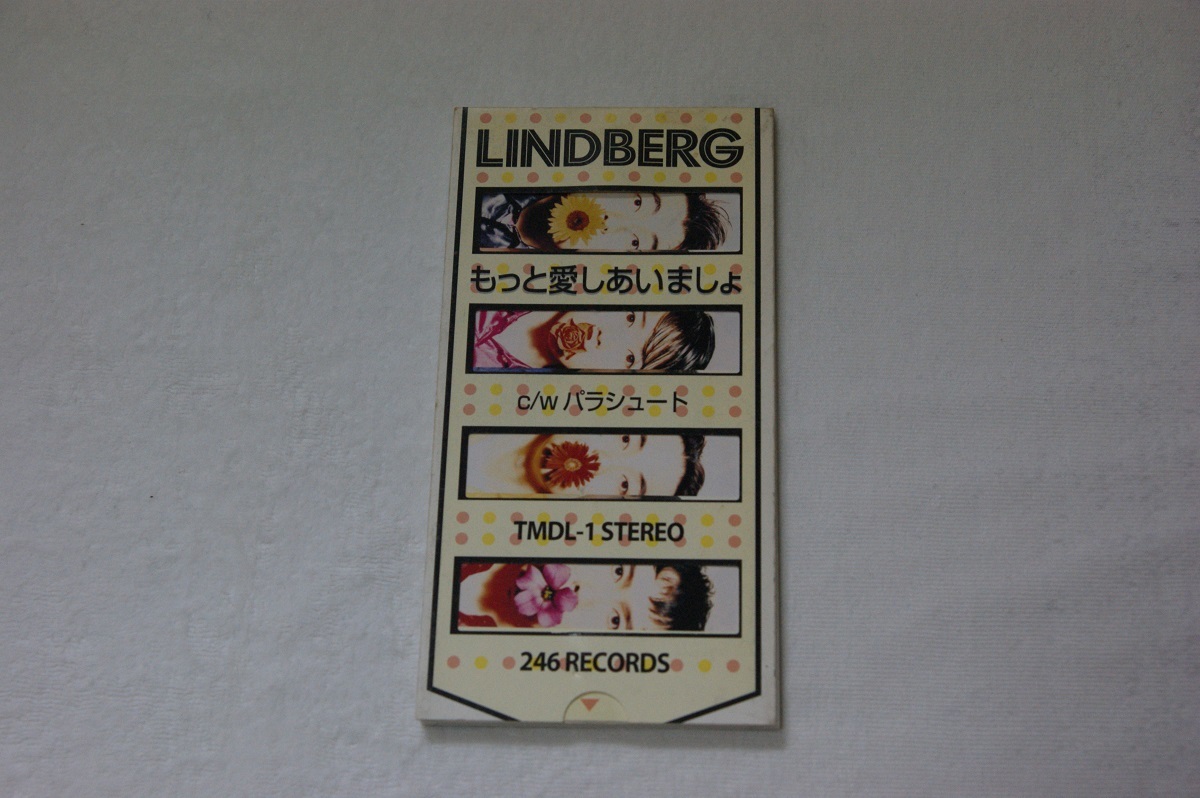 LINDBERG
もっと愛しあいましょ
c/w パラシュート
TMDL-1 STEREO
246 RECORDS